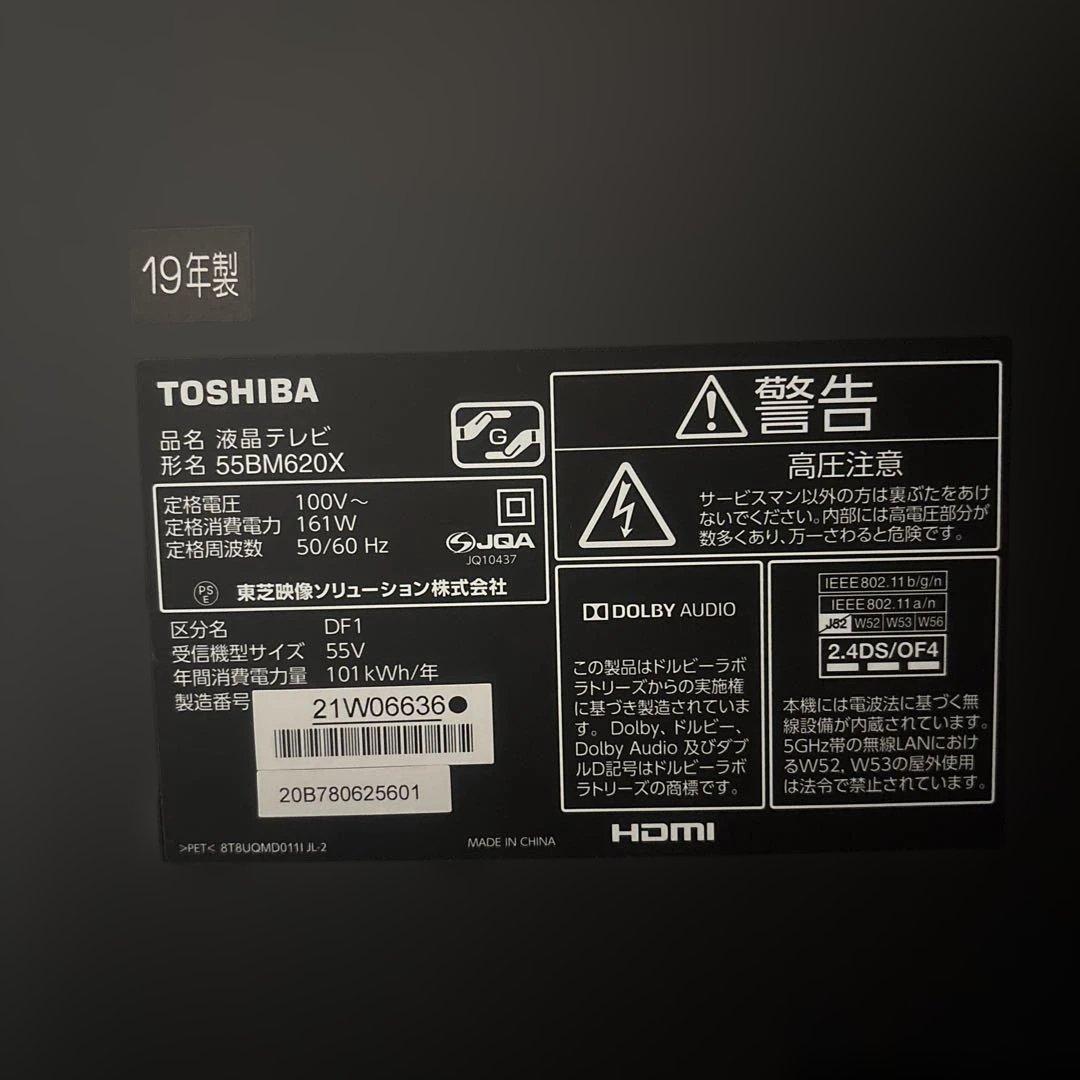 19年製
TOSHIBA
品名 液晶テレビ
形名 55BM620X
G
定格電圧 100V～
定格消費電力 161W
定格周波数 50/60 Hz
JQA
JQ10437
PS
E
東芝映像ソリューション株式会社
区分名 DF1
受信機型サイズ 55V
年間消費電力量 101kWh/年
製造番号
21W06636●
20B780625601
>PET< 8T8UQMD011I JL-2
MADE IN CHINA
警告
高圧注意
サービスマン以外の方は裏ぶたをあけ
ないでください。内部には高電圧部分が
数多くあり、万一さわると危険です。
DOLBY AUDIO
この製品はドルビーラボ
ラトリーズからの実施権
に基づき製造されていま
す。Dolby、ドルビー、
Dolby Audio 及びダブ
ルD記号はドルビーラボ
ラトリーズの商標です。
IEEE802.11b/g/n
IEEE802.11a/n
J52 W52 W53 W56
2.4DS/OF4
本機には電波法に基づく無
線設備が内蔵されています。
5GHz帯の無線LANにおけ
るW52, W53の屋外使用
は法令で禁止されています。
HDMI